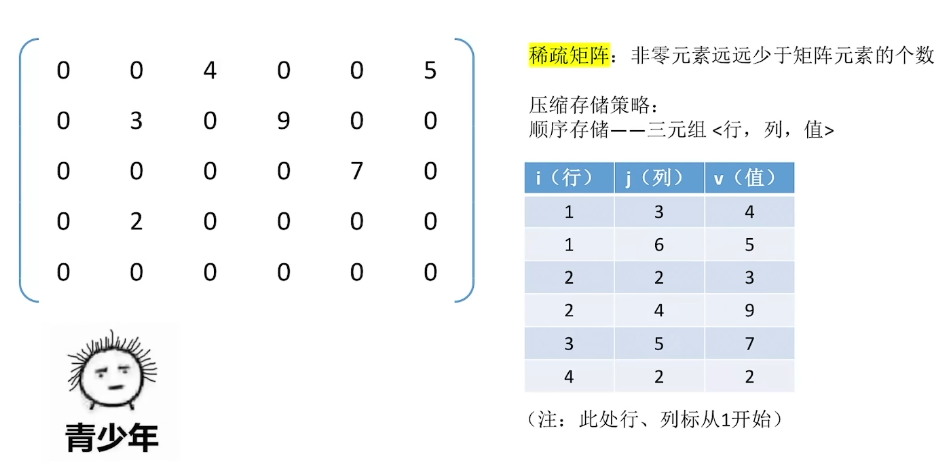 0 0 4 0 0 5
0 3 0 9 0 0
0 0 0 0 7 0
0 2 0 0 0 0
0 0 0 0 0 0
青少年
稀疏矩阵：非零元素远远少于矩阵元素的个数
压缩存储策略：
顺序存储——三元组 <行，列，值>
i（行） j（列） v（值）
1 3 4
1 6 5
2 2 3
2 4 9
3 5 7
4 2 2
（注：此处行、列标从1开始）